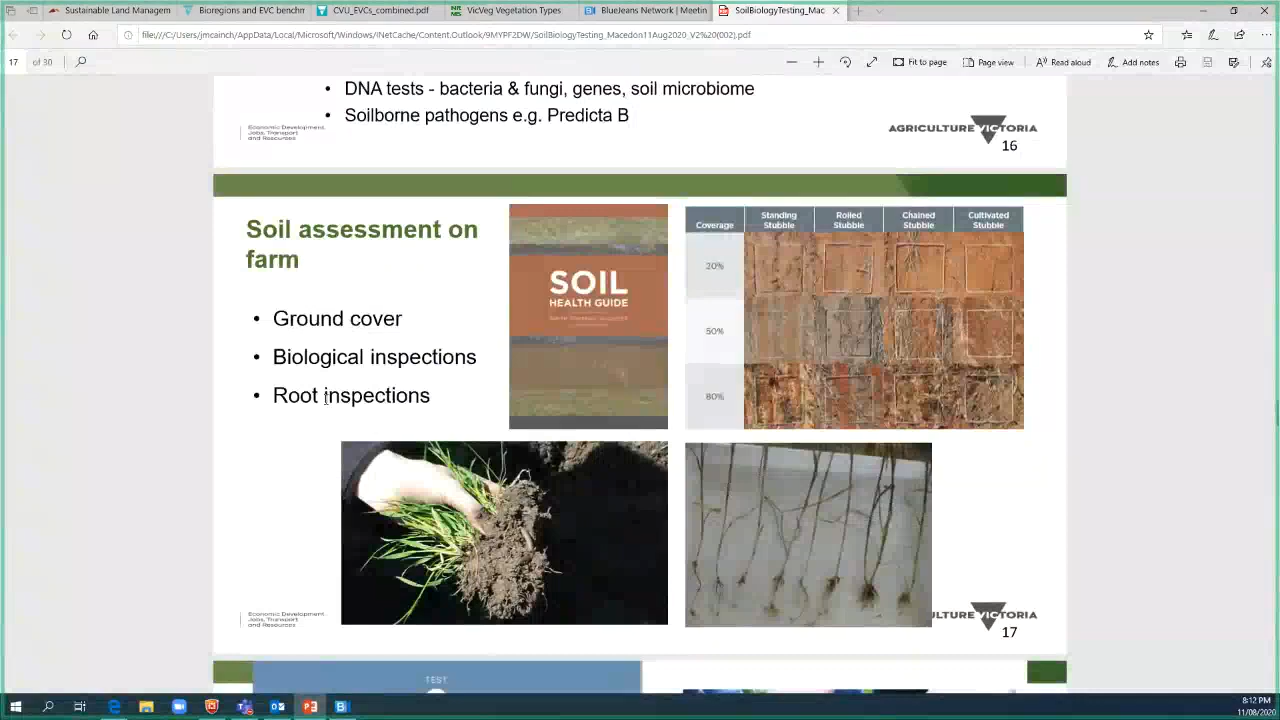 Sustainable Land Managem
Bioregions and EVC benchm
CVU_EVCs_combined.pdf
VicVeg Vegetation Types
BlueJeans Network | Meetin
SoilBiologyTesting_Mac
file:///C:/Users/jmcainch/AppData/Local/Microsoft/Windows/INetCache/Content.Outlook/9MYPF2DW/SoilBiologyTesting_Macedon11Aug2020_V2%20(002).pdf
17 of 30
Fit to page
Page view
Read aloud
Add notes
• DNA tests - bacteria & fungi, genes, soil microbiome
• Soilborne pathogens e.g. Predicta B
Economic Development,
Jobs, Transport
and Resources
AGRICULTURE VICTORIA
16
Soil assessment on
farm
• Ground cover
• Biological inspections
• Root inspections
SOIL
HEALTH GUIDE
Coverage
Standing
Stubble
Rolled
Stubble
Chained
Stubble
Cultivated
Stubble
20%
50%
80%
Economic Development
Jobs, Transport
and Resources
ULTURE VICTORIA
17
TEST
8:12 PM
11/08/2020